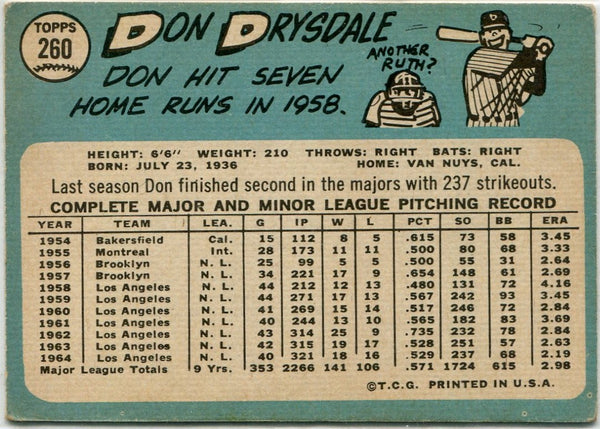 TOPPS
260
DON DRYSDALE
DON HIT SEVEN
HOME RUNS IN 1958.
ANOTHER
RUTH?
D
HEIGHT: 6'6" WEIGHT: 210 THROWS: RIGHT BATS: RIGHT
BORN: JULY 23, 1936 HOME: VAN NUYS, CAL.
Last season Don finished second in the majors with 237 strikeouts.
COMPLETE MAJOR AND MINOR LEAGUE PITCHING RECORD
YEAR TEAM LEA. G IP W L PCT SO BB ERA
1954 Bakersfield Cal. 15 112 8 5 .615 73 58 3.45
1955 Montreal Int. 28 173 11 11 .500 80 68 3.33
1956 Brooklyn N. L. 25 99 5 5 .500 55 31 2.64
1957 Brooklyn N. L. 34 221 17 9 .654 148 61 2.69
1958 Los Angeles N. L. 44 212 12 13 .480 131 72 4.16
1959 Los Angeles N. L. 44 271 17 13 .567 242 93 3.45
1960 Los Angeles N. L. 41 269 15 14 .517 246 72 2.84
1961 Los Angeles N. L. 40 244 13 10 .565 182 83 3.69
1962 Los Angeles N. L. 43 314 25 9 .735 232 78 2.84
1963 Los Angeles N. L. 42 315 19 17 .528 251 57 2.63
1964 Los Angeles N. L. 40 321 18 16 .529 237 68 2.19
Major League Totals 9 Yrs. 353 2266 141 106 .571 1724 615 2.98
©T.C.G. PRINTED IN U.S.A.